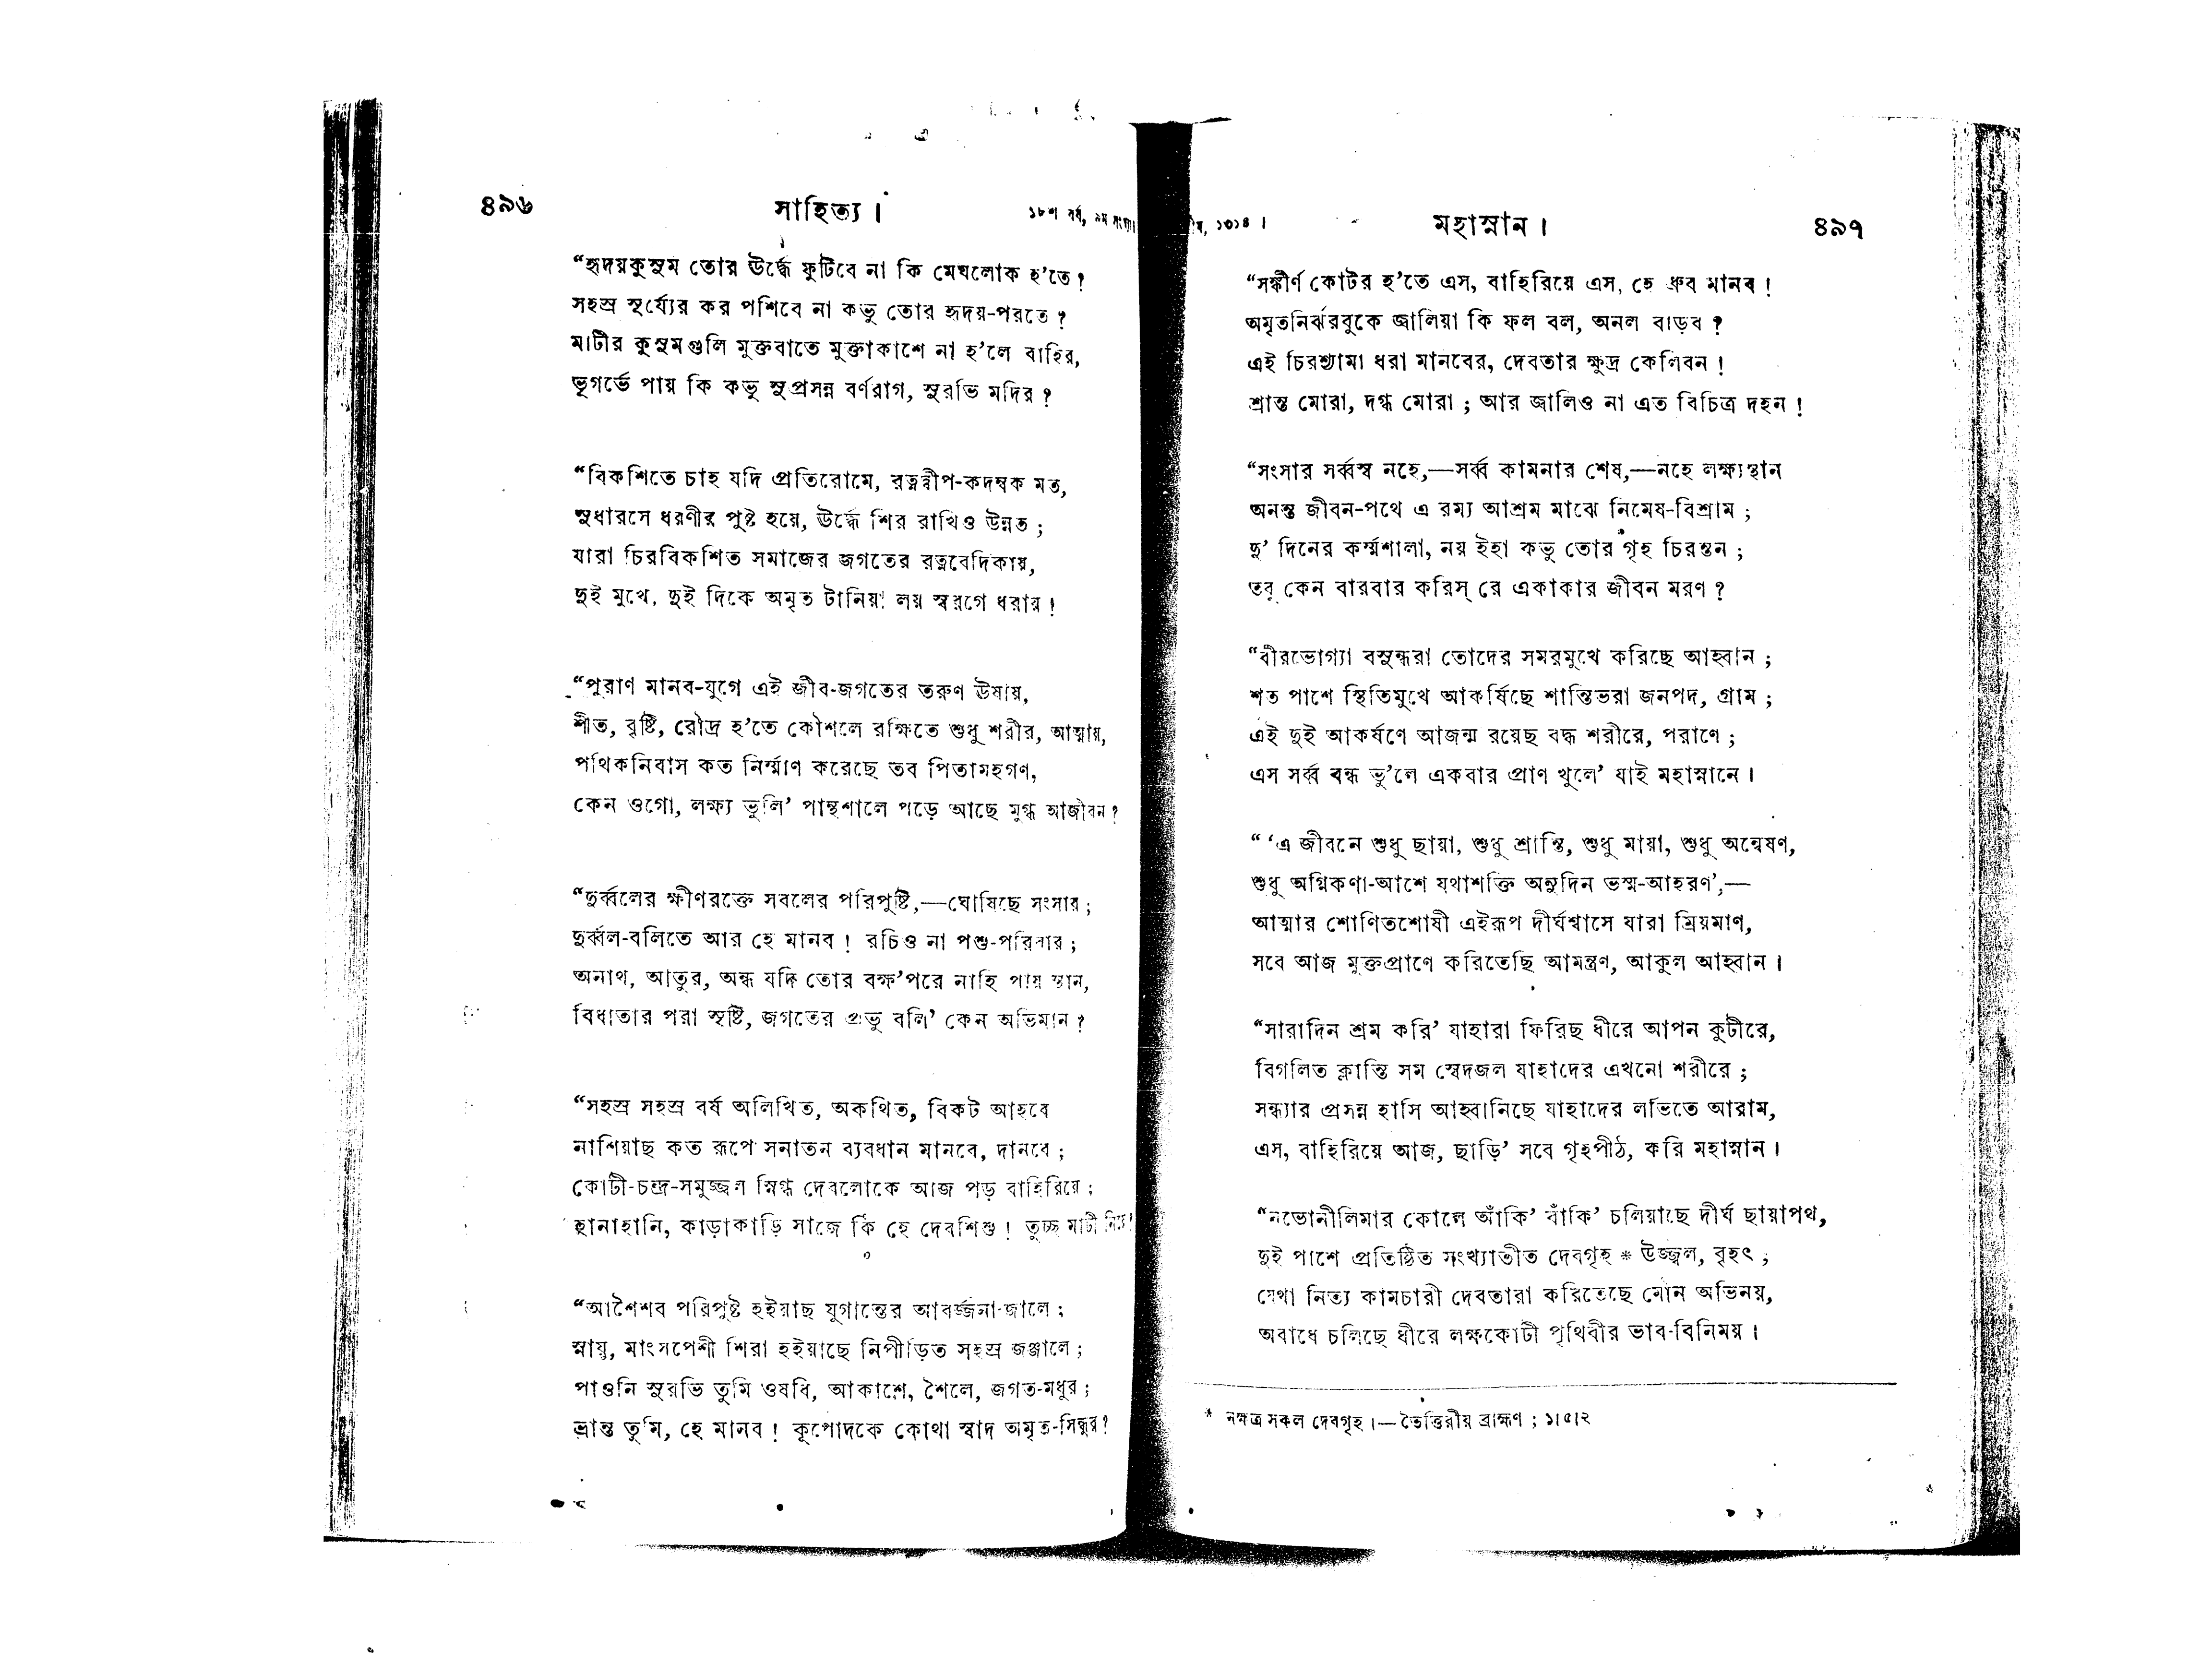 ৪৯৬
সাহিত্য।
১৮শ বর্ষ, ৯ম সংখ্যা।
“হৃদয়কুসুম তোর ঊর্দ্ধে ফুটিবে না কি মেঘলোক হ’তে?
সহস্র সূর্য্যের কর পশিবে না কভু তোর হৃদয়-পরতে?
মাটীর কুসুমগুলি মুক্তবাতে মুক্তাকাশে না হ’লে বাহির,
ভূগর্ভে পায় কি কভু সুপ্রসন্ন বর্ণরাগ, সুরভি মদির?
“বিকশিতে চাহ যদি প্রতিরোমে, রত্নদ্বীপ-কদম্বক মত,
সুধারসে ধরণীর পুষ্ট হয়ে, ঊর্দ্ধে শির রাখিও উন্নত;
যারা চিরবিকশিত সমাজের জগতের রত্নবেদিকায়,
দুই মুখে, দুই দিকে অমৃত টানিয়া লয় স্বরগে ধরার!
“পুরাণ মানব-যুগে এই জীব-জগতের তরুণ ঊষায়,
শীত, বৃষ্টি, রৌদ্র হ’তে কৌশলে রক্ষিতে শুধু শরীর, আত্মায়,
পথিকনিবাস কত নির্ম্মাণ করেছে তব পিতামহগণ,
কেন ওগো, লক্ষ্য ভুলি’ পান্থশালে পড়ে আছে মুগ্ধ আজীবন?
“দুর্ব্বলের ক্ষীণরক্তে সবলের পরিপুষ্টি,—ঘোষিছে সংসার;
দুর্ব্বল-বলিতে আর হে মানব! রচিও না পশু-পরিবার;
অনাথ, আতুর, অন্ধ যদি তোর বক্ষ’পরে নাহি পায় স্থান,
বিধাতার পরা সৃষ্টি, জগতের প্রভু বলি’ কেন অভিমান?
“সহস্র সহস্র বর্ষ অলিখিত, অকথিত, বিকট আহবে
নাশিয়াছ কত রূপে সনাতন ব্যবধান মানবে, দানবে;
কোটী-চন্দ্র-সমুজ্জ্বল স্নিগ্ধ দেবলোকে আজ পড় বাহিরিয়ে;
হানাহানি, কাড়াকাড়ি সাজে কি হে দেবশিশু! তুচ্ছ মাটী নিয়ে!
“আশৈশব পরিপুষ্ট হইয়াছ যুগান্তের আবর্জ্জনা-জালে;
স্নায়ু, মাংসপেশী শিরা হইয়াছে নিপীড়িত সহস্র জঞ্জালে;
পাওনি সুরভি তুমি ওষধি, আকাশে, শৈলে, জগত-মধুর;
ভ্রান্ত তুমি, হে মানব! কূপোদকে কোথা স্বাদ অমৃত-সিন্ধুর?
১৩১৪।
মহাস্নান।
৪৯৭
“সঙ্কীর্ণ কোটর হ’তে এস, বাহিরিয়ে এস, হে ধ্রুব মানব!
অমৃতনির্ঝরবুকে জ্বালিয়া কি ফল বল, অনল বাড়ব?
এই চিরশ্যামা ধরা মানবের, দেবতার ক্ষুদ্র কেলিবন!
শ্রান্ত মোরা, দগ্ধ মোরা; আর জ্বালিও না এত বিচিত্র দহন!
“সংসার সর্ব্বস্ব নহে,—সর্ব্ব কামনার শেষ,—নহে লক্ষ্যস্থান
অনন্ত জীবন-পথে এ রম্য আশ্রম মাঝে নিমেষ-বিশ্রাম;
দু’ দিনের কর্ম্মশালা, নয় ইহা কভু তোর গৃহ চিরন্তন;
তবু কেন বারবার করিস্ রে একাকার জীবন মরণ?
“বীরভোগ্যা বসুন্ধরা তোদের সমরমুখে করিছে আহ্বান;
শত পাশে স্থিতিমুখে আকর্ষিছে শান্তিভরা জনপদ, গ্রাম;
এই দুই আকর্ষণে আজন্ম রয়েছ বদ্ধ শরীরে, পরাণে;
এস সর্ব্ব বন্ধ ভু’লে একবার প্রাণ খুলে’ যাই মহাস্নানে।
“ ‘এ জীবনে শুধু ছায়া, শুধু শ্রান্তি, শুধু মায়া, শুধু অন্বেষণ,
শুধু অগ্নিকণা-আশে যথাশক্তি অনুদিন ভস্ম-আহরণ’,—
আত্মার শোণিতশোষী এইরূপ দীর্ঘশ্বাসে যারা ম্রিয়মাণ,
সবে আজ মুক্তপ্রাণে করিতেছি আমন্ত্রণ, আকুল আহ্বান।
“সারাদিন শ্রম করি’ যাহারা ফিরিছ ধীরে আপন কুটীরে,
বিগলিত ক্লান্তি সম স্বেদজল যাহাদের এখনো শরীরে;
সন্ধ্যার প্রসন্ন হাসি আহ্বানিছে যাহাদের লভিতে আরাম,
এস, বাহিরিয়ে আজ, ছাড়ি’ সবে গৃহপীঠ, করি মহাস্নান।
“নভোনীলিমার কোলে আঁকি’ বাঁকি’ চলিয়াছে দীর্ঘ ছায়াপথ,
দুই পাশে প্রতিষ্ঠিত সংখ্যাতীত দেবগৃহ * উজ্জ্বল, বৃহৎ;
যেথা নিত্য কামচারী দেবতারা করিতেছে মৌন অভিনয়,
অবাধে চলিছে ধীরে লক্ষকোটী পৃথিবীর ভাব-বিনিময়।
* নক্ষত্র সকল দেবগৃহ।—তৈত্তিরীয় ব্রাহ্মণ; ১।৫।২